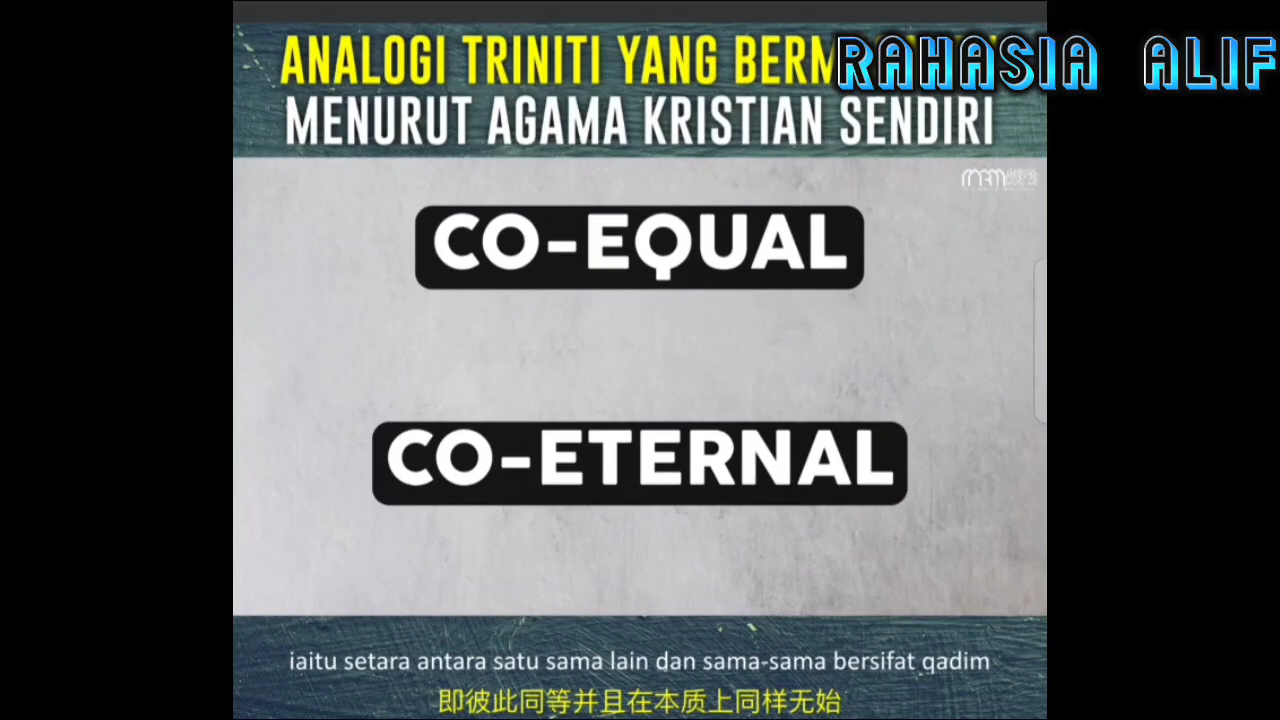 ANALOGI TRINITI YANG
RAHASIA ALIF
MENURUT AGAMA KRISTIAN SENDIRI
CO-EQUAL
CO-ETERNAL
iaitu setara antara satu sama lain dan sama-sama bersifat qadim
即彼此同等并且在本质上同样无始